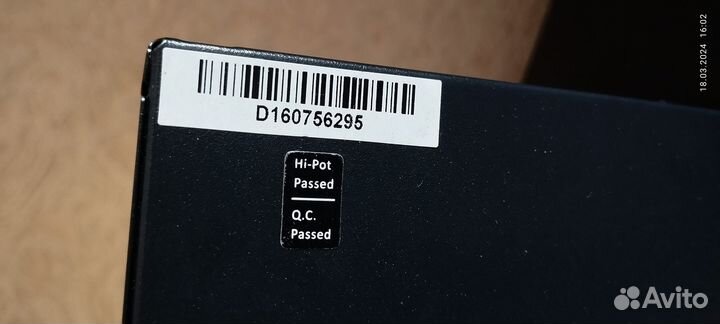 18.03.2024 16:02
D160756295
Hi-Pot
Passed
Q.C.
Passed
Avito